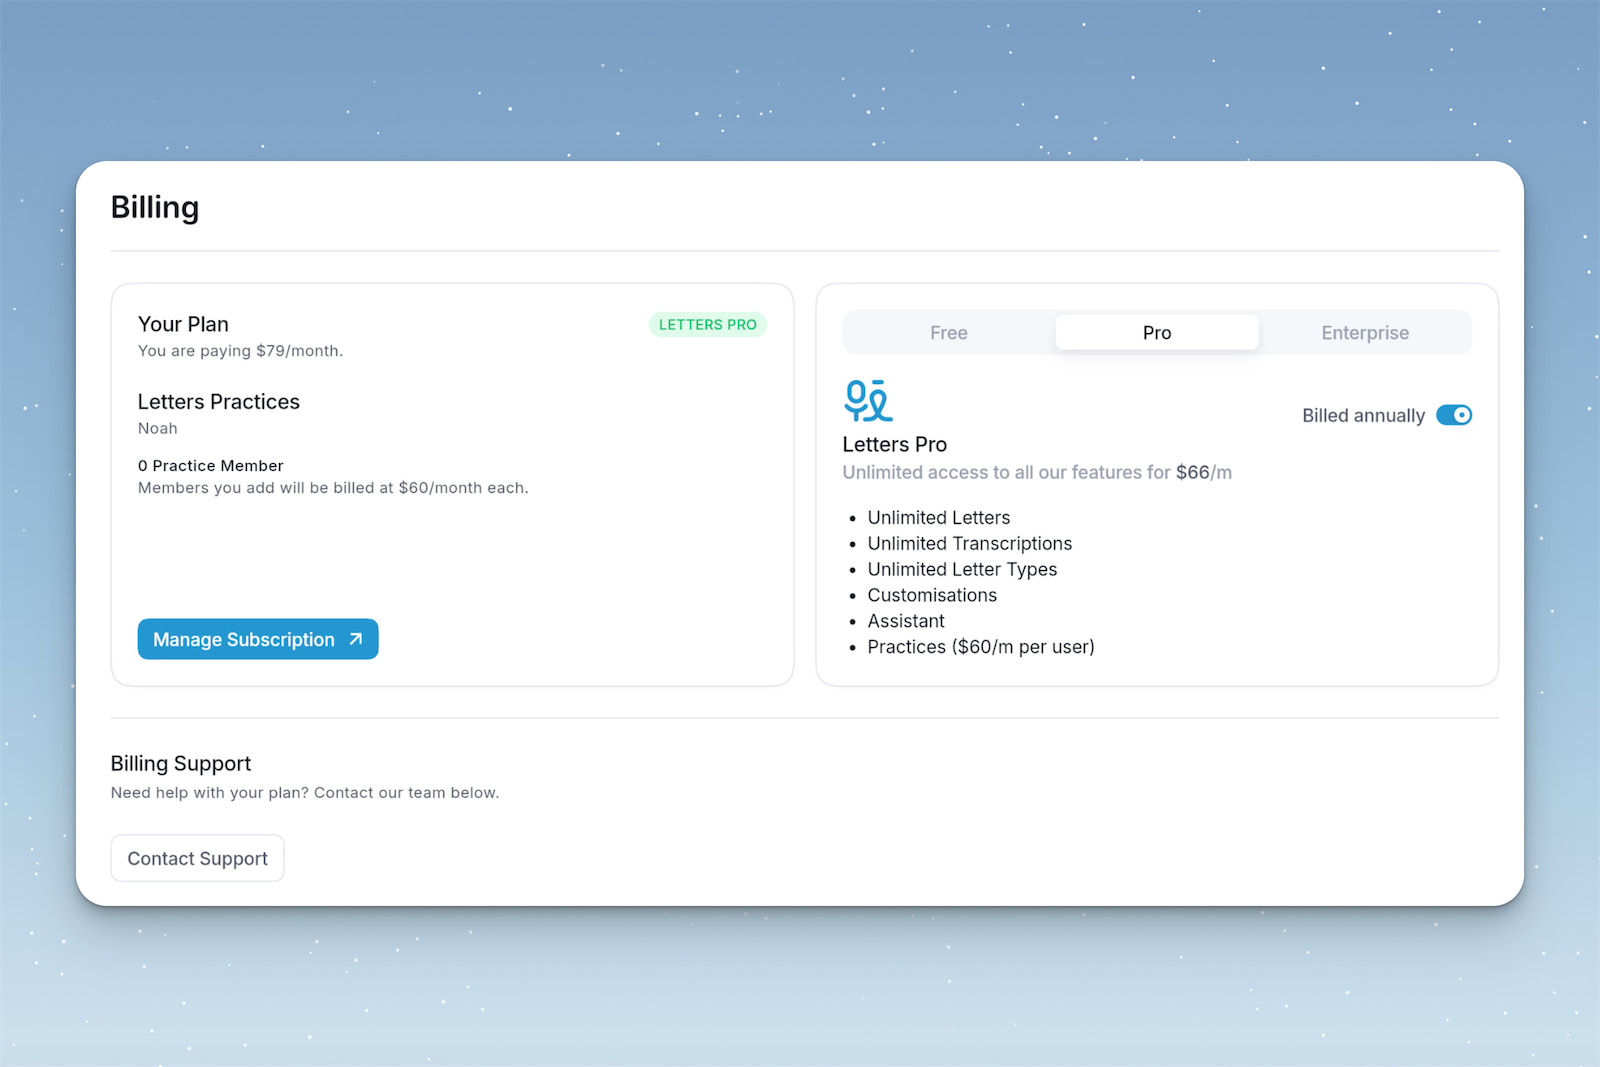 Billing
Your Plan
LETTERS PRO
You are paying $79/month.
Letters Practices
Noah
0 Practice Member
Members you add will be billed at $60/month each.
Manage Subscription
Free
Pro
Enterprise
Billed annually
Letters Pro
Unlimited access to all our features for $66/m
• Unlimited Letters
• Unlimited Transcriptions
• Unlimited Letter Types
• Customisations
• Assistant
• Practices ($60/m per user)
Billing Support
Need help with your plan? Contact our team below.
Contact Support